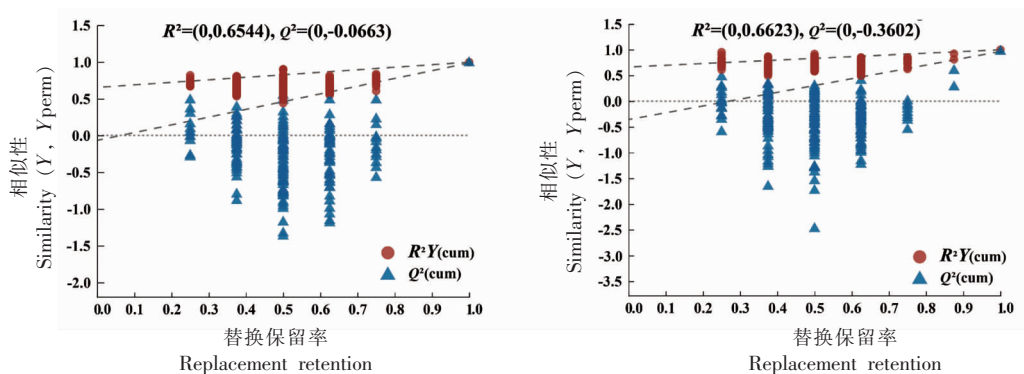 R²=(0,0.6544), Q²=(0,-0.0663)
1.5
1.0
0.5
0.0
-0.5
-1.0
-1.5
-2.0
相似性
Similarity (Y, Yperm)
R²Y(cum)
Q²(cum)
0.0 0.1 0.2 0.3 0.4 0.5 0.6 0.7 0.8 0.9 1.0
替换保留率
Replacement retention
R²=(0,0.6623), Q²=(0,-0.3602)
1.5
1.0
0.5
0.0
-0.5
-1.0
-1.5
-2.0
-2.5
-3.0
-3.5
相似性
Similarity (Y, Yperm)
R²Y(cum)
Q²(cum)
0.0 0.1 0.2 0.3 0.4 0.5 0.6 0.7 0.8 0.9 1.0
替换保留率
Replacement retention